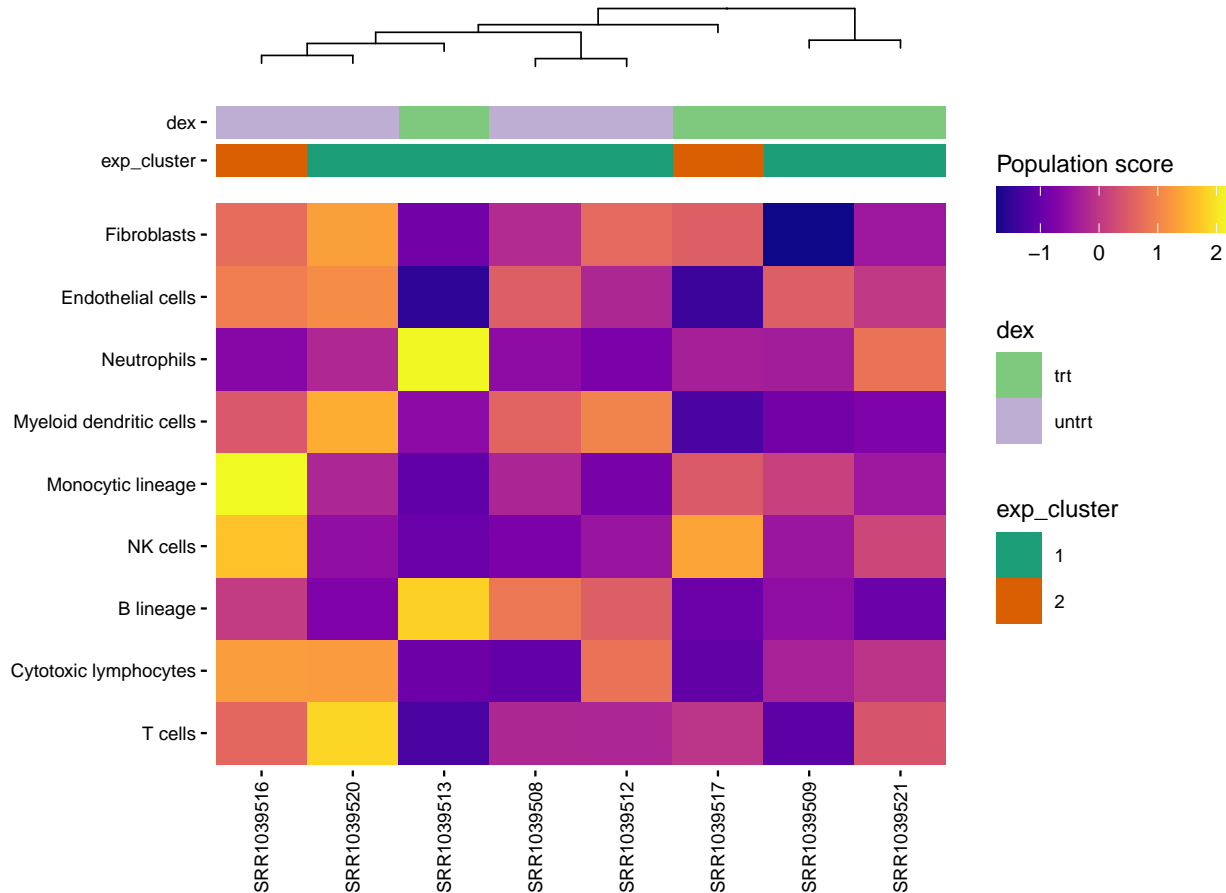 dex
exp_cluster
Fibroblasts
Endothelial cells
Neutrophils
Myeloid dendritic cells
Monocytic lineage
NK cells
B lineage
Cytotoxic lymphocytes
T cells
SRR1039516
SRR1039520
SRR1039513
SRR1039508
SRR1039512
SRR1039517
SRR1039509
SRR1039521
Population score
−1 0 1 2
dex
trt
untrt
exp_cluster
1
2